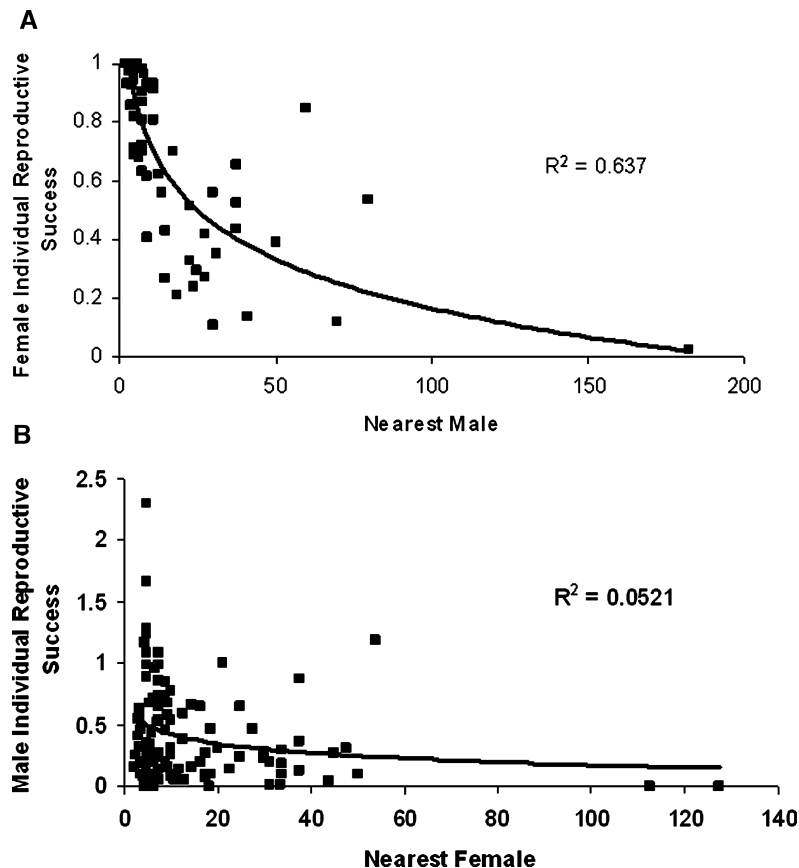 A
Female Individual Reproductive
Success
1
0.8
0.6
0.4
0.2
0
R² = 0.637
0 50 100 150 200
Nearest Male
B
Male Individual Reproductive
Success
2.5
2
1.5
1
0.5
0
R² = 0.0521
0 20 40 60 80 100 120 140
Nearest Female